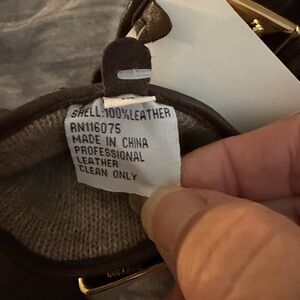 SHELL:100%LEATHER
RN116075
MADE IN CHINA
PROFESSIONAL
LEATHER
CLEAN ONLY